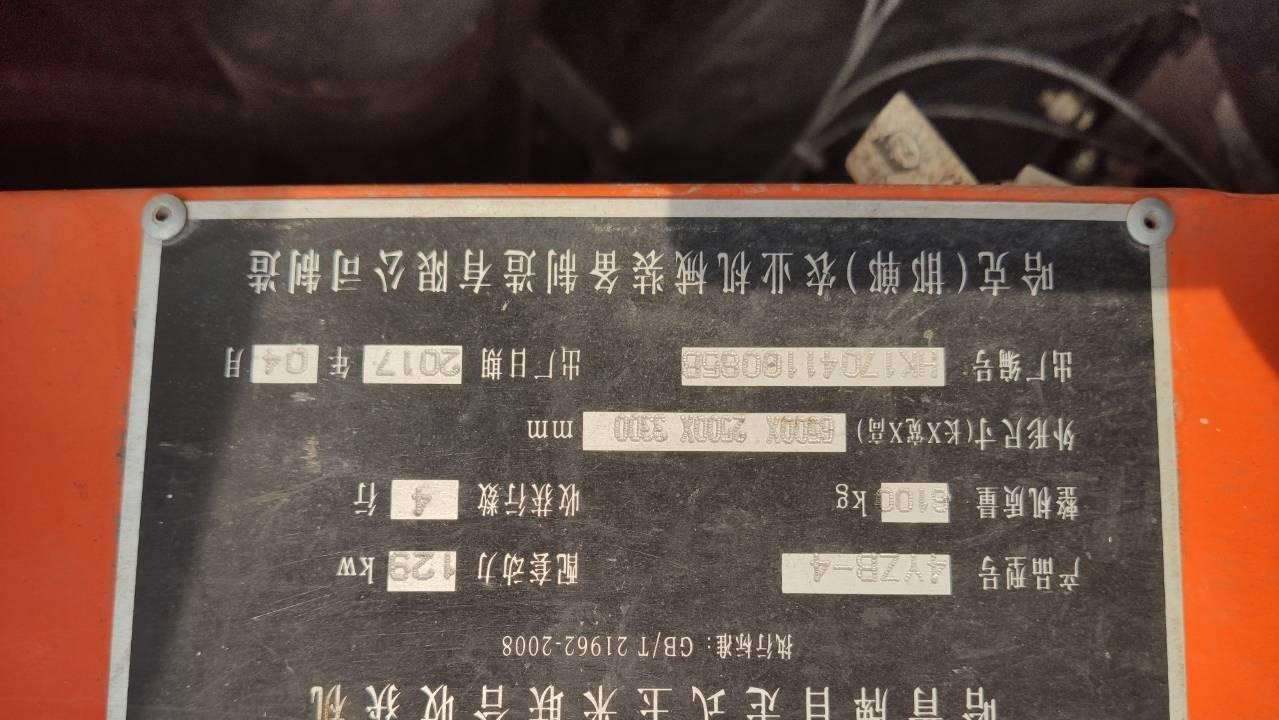 哈肯牌自走式玉米联合收获机
执行标准：GB/T 21962-2008
产品型号 4YZB-4 配套动力 129 kw
整机质量 6100 kg 收获行数 4 行
外形尺寸(长X宽X高) 6500X 2500X 3300 mm
出厂编号 出厂日期 2017 年 04 月
哈克(邯郸)农业机械装备制造有限公司制造